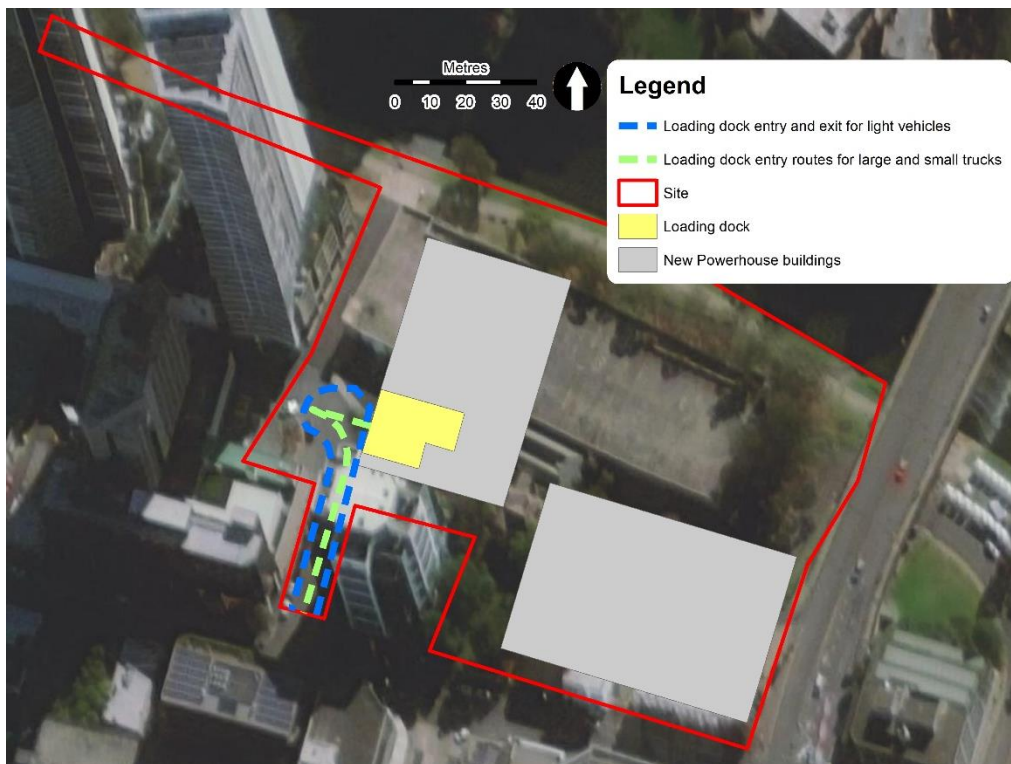 Metres
0 10 20 30 40
Legend
Loading dock entry and exit for light vehicles
Loading dock entry routes for large and small trucks
Site
Loading dock
New Powerhouse buildings